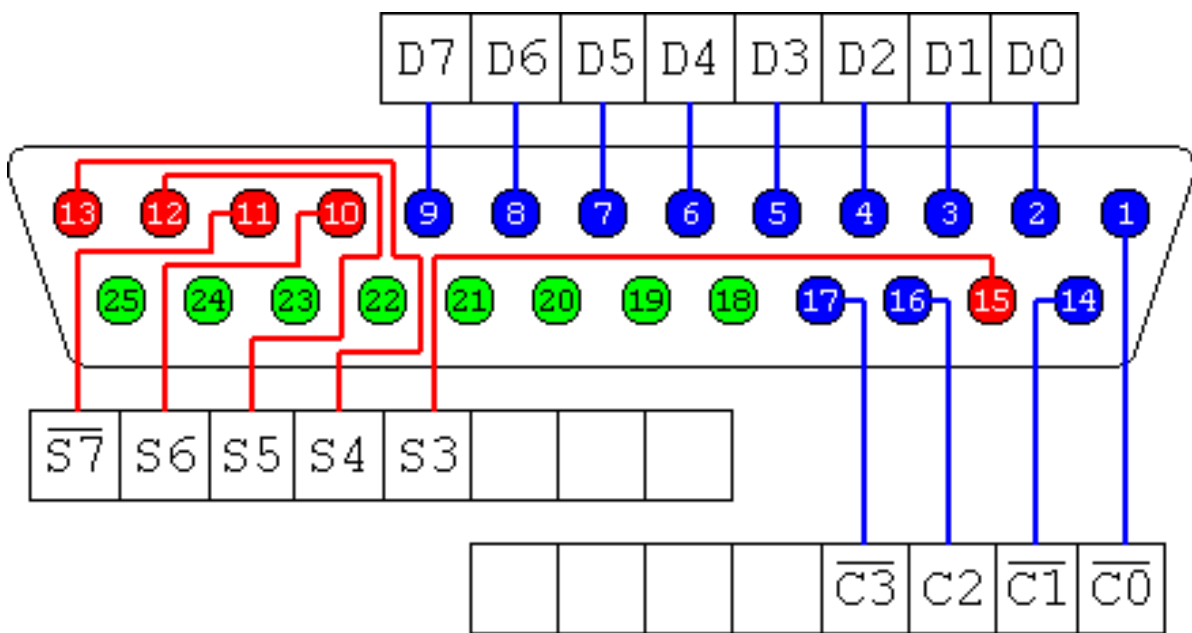 D7 D6 D5 D4 D3 D2 D1 D0
13 12 11 10 9 8 7 6 5 4 3 2 1
25 24 23 22 21 20 19 18 17 16 15 14
S̅7̅ S6 S5 S4 S3
C̅3̅ C2 C̅1̅ C̅0̅